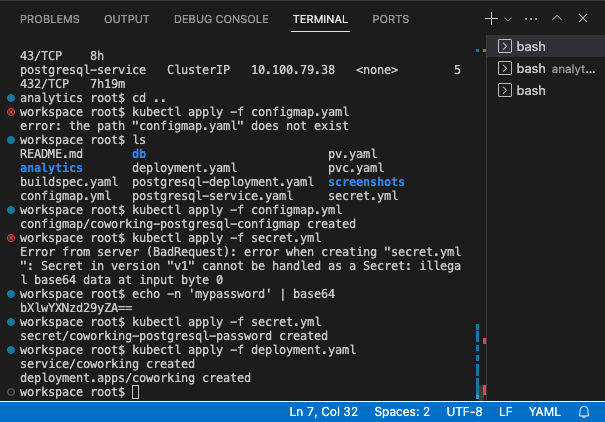 PROBLEMS OUTPUT DEBUG CONSOLE TERMINAL PORTS
43/TCP 8h
postgresql-service ClusterIP 10.100.79.38 <none> 5
432/TCP 7h19m
analytics root$ cd ..
workspace root$ kubectl apply -f configmap.yaml
error: the path "configmap.yaml" does not exist
workspace root$ ls
README.md db pv.yaml
analytics deployment.yaml pvc.yaml
buildspec.yaml postgresql-deployment.yaml screenshots
configmap.yml postgresql-service.yaml secret.yml
workspace root$ kubectl apply -f configmap.yml
configmap/coworking-postgresql-configmap created
workspace root$ kubectl apply -f secret.yml
Error from server (BadRequest): error when creating "secret.yml
": Secret in version "v1" cannot be handled as a Secret: illega
l base64 data at input byte 0
workspace root$ echo -n 'mypassword' | base64
bXlwYXNzd29yZA==
workspace root$ kubectl apply -f secret.yml
secret/coworking-postgresql-password created
workspace root$ kubectl apply -f deployment.yaml
service/coworking created
deployment.apps/coworking created
workspace root$
bash
bash analyt...
bash
Ln 7, Col 32 Spaces: 2 UTF-8 LF YAML